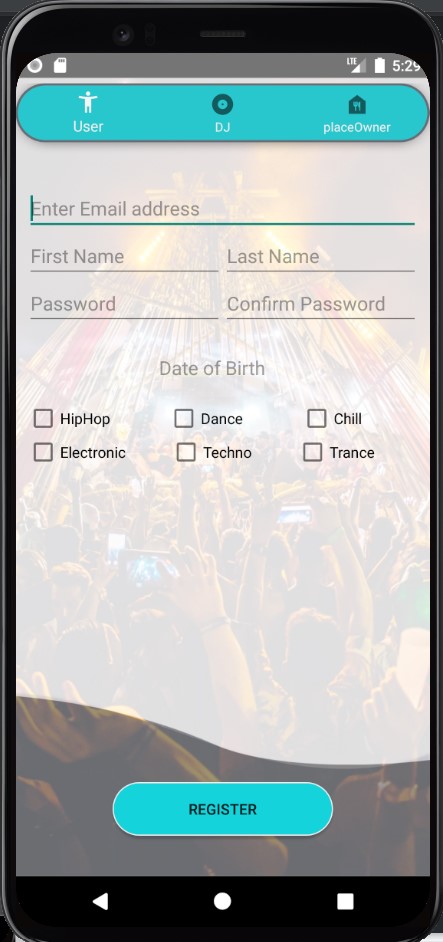 LTE 5:29
User DJ placeOwner
Enter Email address
First Name Last Name
Password Confirm Password
Date of Birth
HipHop Dance Chill
Electronic Techno Trance
REGISTER